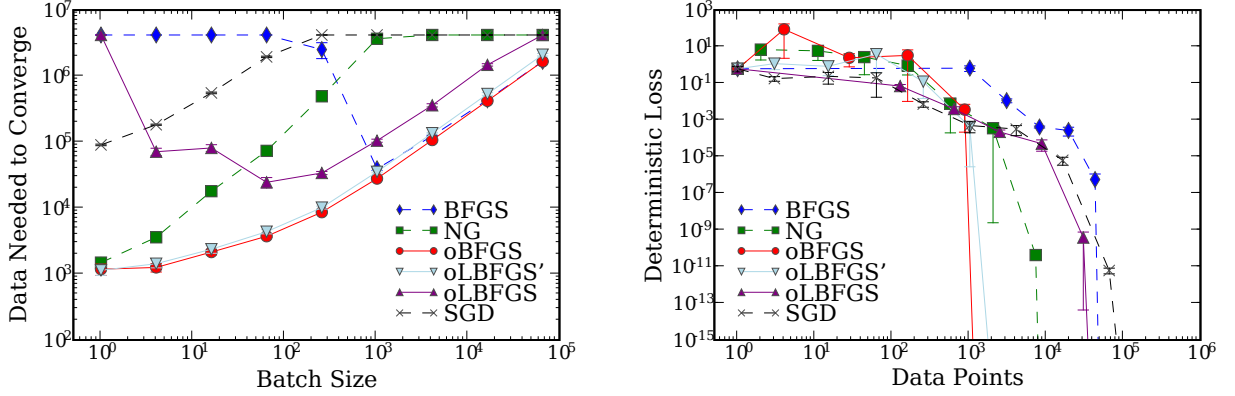 Data Needed to Converge
10^7
10^6
10^5
10^4
10^3
10^2
10^0 10^1 10^2 10^3 10^4 10^5
Batch Size
BFGS
NG
oBFGS
oLBFGS'
oLBFGS
SGD
Deterministic Loss
10^3
10^1
10^-1
10^-3
10^-5
10^-7
10^-9
10^-11
10^-13
10^-15
10^0 10^1 10^2 10^3 10^4 10^5 10^6
Data Points
BFGS
NG
oBFGS
oLBFGS'
oLBFGS
SGD